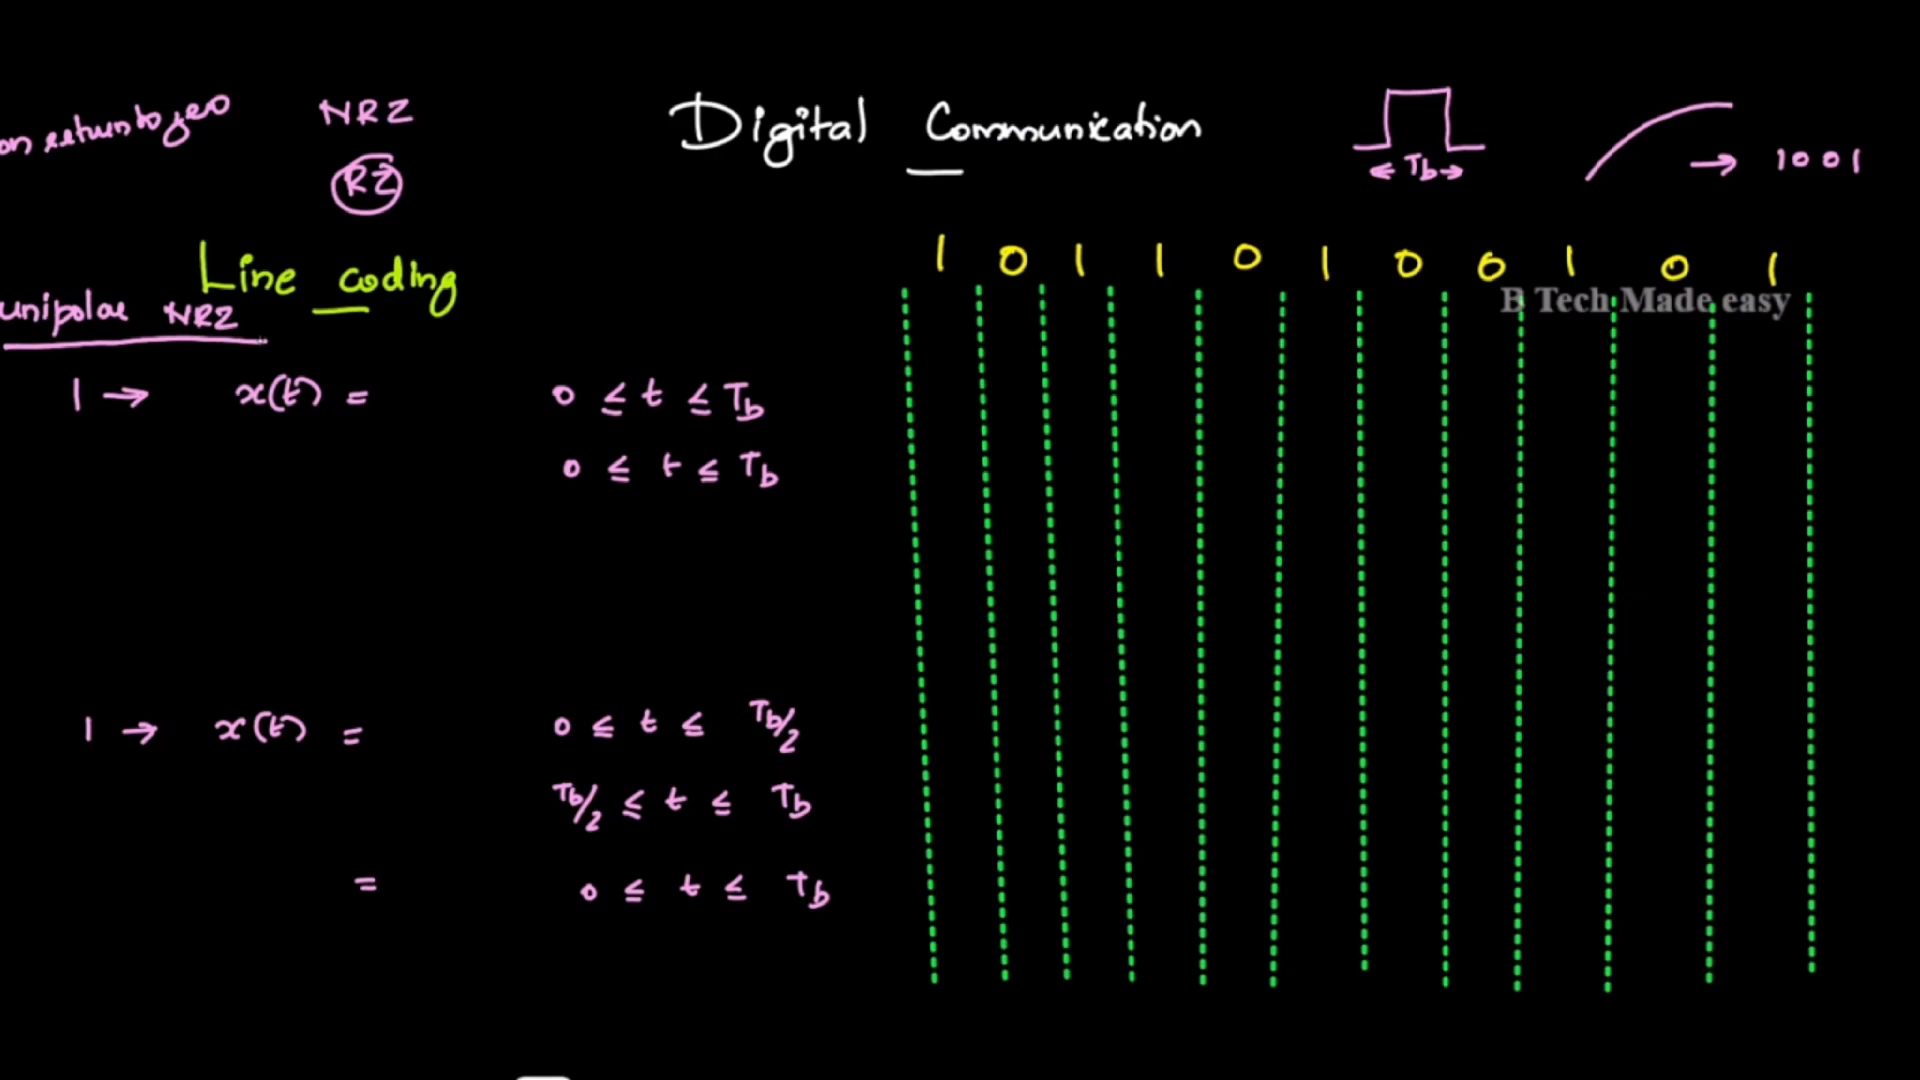 on return to zero NRZ
RZ
Digital Communication
Tb
→ 1001
Line coding
unipolar NRZ
1 0 1 1 0 1 0 0 1 0 1
B Tech Made easy
1 → x(t) = 0 ≤ t ≤ Tb
0 ≤ t ≤ Tb
1 → x(t) = 0 ≤ t ≤ Tb/2
Tb/2 ≤ t ≤ Tb
= 0 ≤ t ≤ Tb